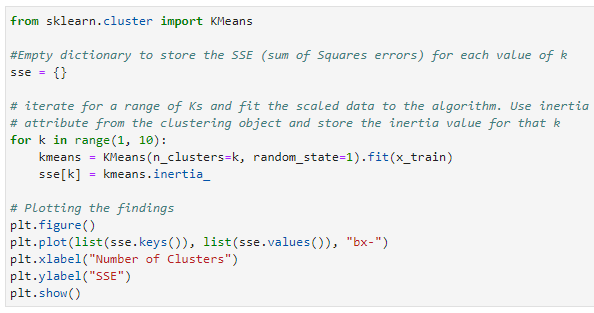 from sklearn.cluster import KMeans
#Empty dictionary to store the SSE (sum of Squares errors) for each value of k
sse = {}
# iterate for a range of Ks and fit the scaled data to the algorithm. Use inertia
# attribute from the clustering object and store the inertia value for that k
for k in range(1, 10):
    kmeans = KMeans(n_clusters=k, random_state=1).fit(x_train)
    sse[k] = kmeans.inertia_
# Plotting the findings
plt.figure()
plt.plot(list(sse.keys()), list(sse.values()), "bx-")
plt.xlabel("Number of Clusters")
plt.ylabel("SSE")
plt.show()